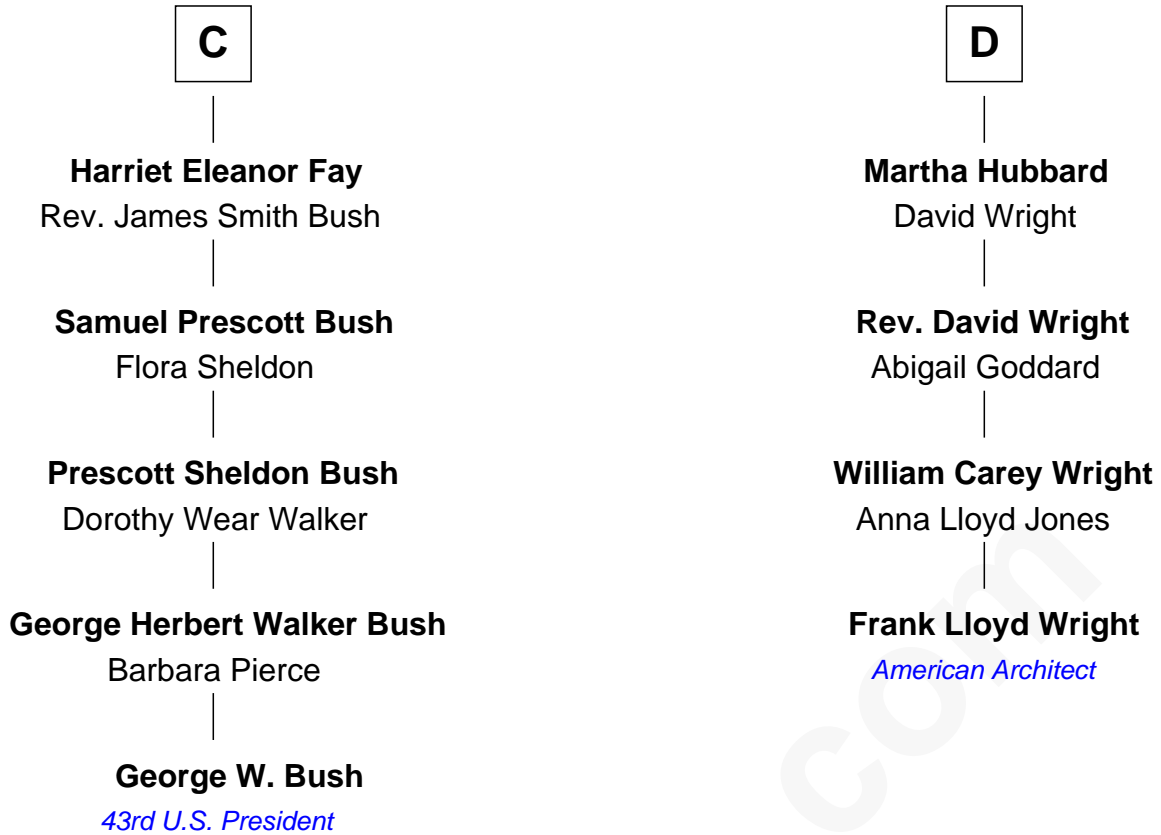 C
Harriet Eleanor Fay
Rev. James Smith Bush
Samuel Prescott Bush
Flora Sheldon
Prescott Sheldon Bush
Dorothy Wear Walker
George Herbert Walker Bush
Barbara Pierce
George W. Bush
43rd U.S. President
D
Martha Hubbard
David Wright
Rev. David Wright
Abigail Goddard
William Carey Wright
Anna Lloyd Jones
Frank Lloyd Wright
American Architect
com